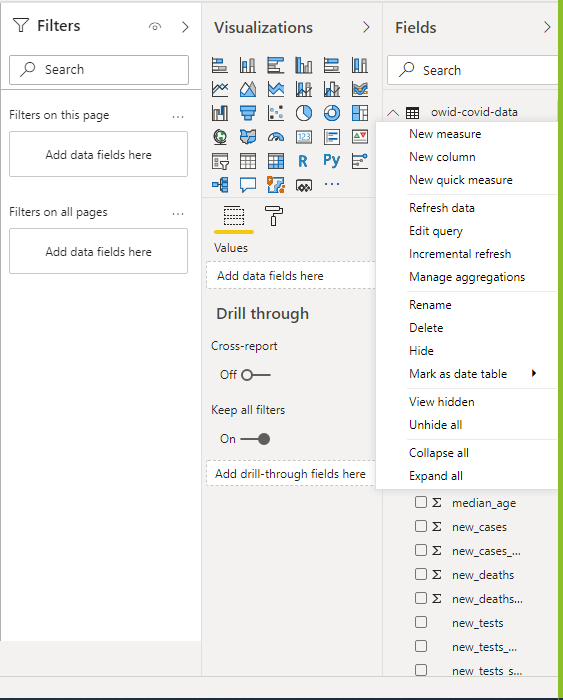 Filters
Search
Filters on this page
...
Add data fields here
Filters on all pages
...
Add data fields here
Visualizations
123
R
Py
...
Values
Add data fields here
Drill through
Cross-report
Off
Keep all filters
On
Add drill-through fields here
Fields
Search
owid-covid-data
New measure
New column
New quick measure
Refresh data
Edit query
Incremental refresh
Manage aggregations
Rename
Delete
Hide
Mark as date table
View hidden
Unhide all
Collapse all
Expand all
Σ median_age
Σ new_cases
Σ new_cases_...
Σ new_deaths
Σ new_deaths...
new_tests
new_tests_...
new_tests_s...